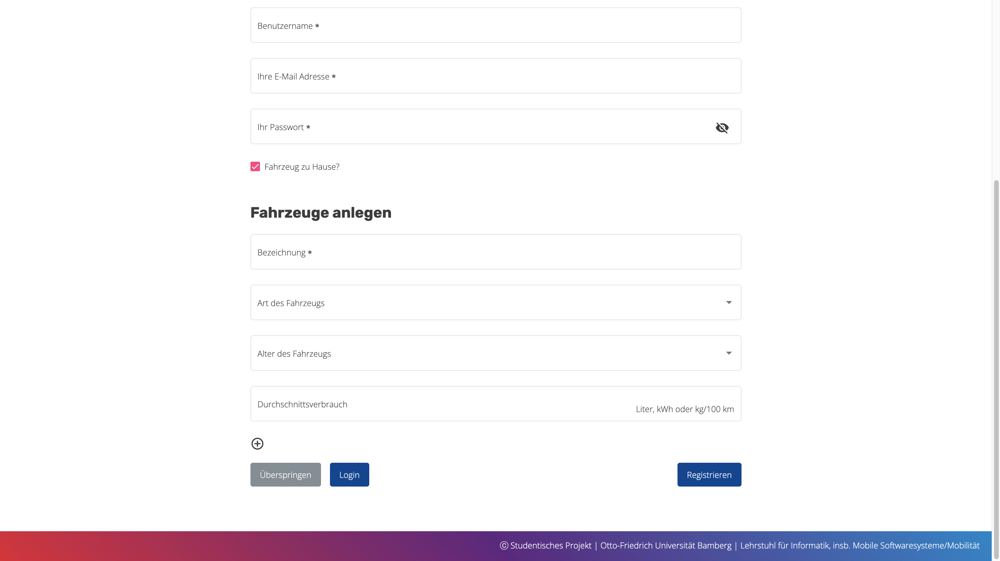 Benutzername *
Ihre E-Mail Adresse *
Ihr Passwort *
Fahrzeug zu Hause?
Fahrzeuge anlegen
Bezeichnung *
Art des Fahrzeugs
Alter des Fahrzeugs
Durchschnittsverbrauch
Liter, kWh oder kg/100 km
Überspringen
Login
Registrieren
© Studentisches Projekt | Otto-Friedrich Universität Bamberg | Lehrstuhl für Informatik, insb. Mobile Softwaresysteme/Mobilität